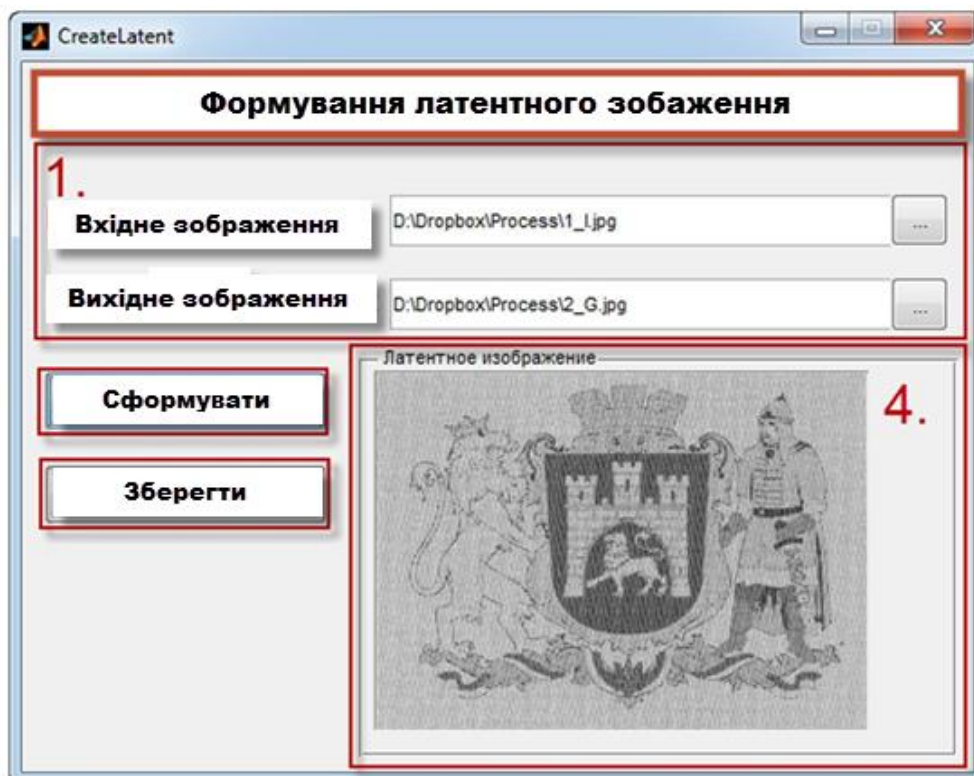 CreateLatent
Формування латентного зобаження
1.
Вхідне зображення
D:\Dropbox\Process\1_I.jpg
...
Вихідне зображення
D:\Dropbox\Process\2_G.jpg
...
Сформувати
Зберегти
Латентное изображение
4.